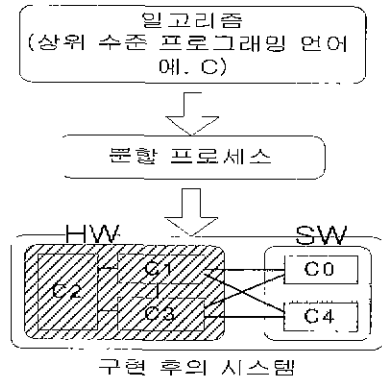 알고리즘
(상위 수준 프로그래밍 언어
예. C)
분할 프로세스
HW
SW
C1
C0
C2
C3
C4
구현 후의 시스템